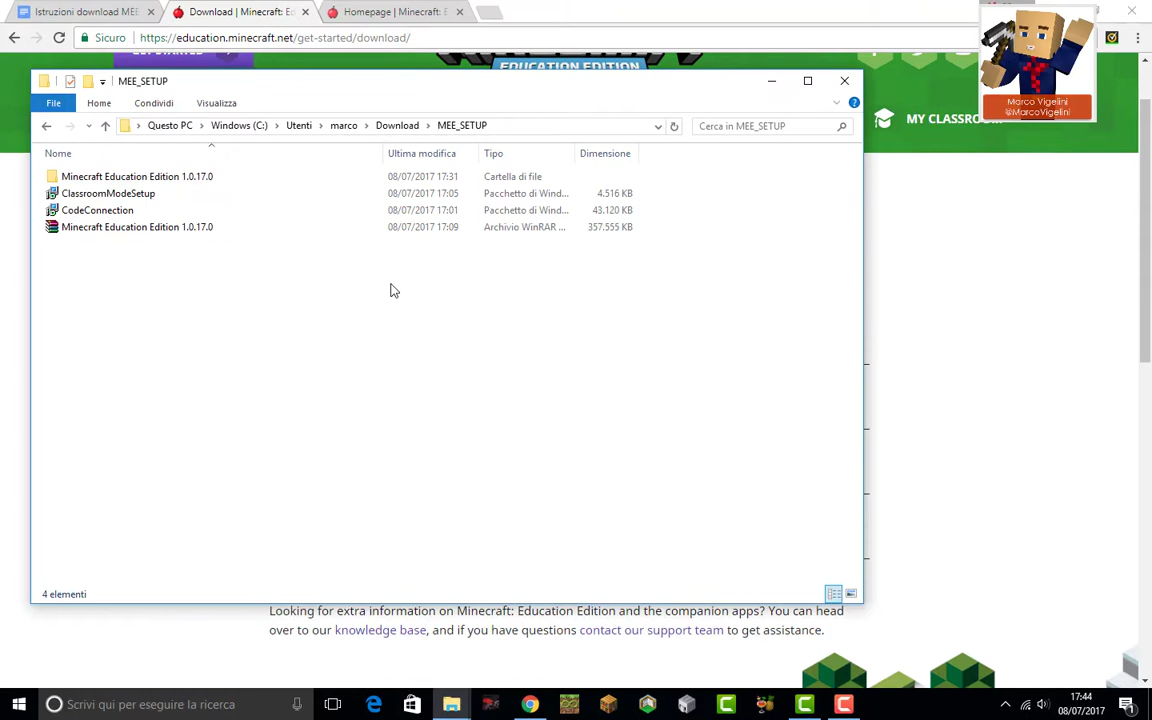 Istruzioni download MEE
Download | Minecraft: Ed
Homepage | Minecraft: E
Sicuro
https://education.minecraft.net/get-started/download/
EDUCATION EDITION
MEE_SETUP
File Home Condividi Visualizza
Questo PC > Windows (C:) > Utenti > marco > Download > MEE_SETUP
Cerca in MEE_SETUP
Nome Ultima modifica Tipo Dimensione
Minecraft Education Edition 1.0.17.0 08/07/2017 17:31 Cartella di file
ClassroomModeSetup 08/07/2017 17:05 Pacchetto di Wind... 4.516 KB
CodeConnection 08/07/2017 17:01 Pacchetto di Wind... 43.120 KB
Minecraft Education Edition 1.0.17.0 08/07/2017 17:09 Archivio WinRAR ... 357.555 KB
4 elementi
Marco Vigelini
@MarcoVigelini
MY CLASSROOM
Looking for extra information on Minecraft: Education Edition and the companion apps? You can head
over to our knowledge base, and if you have questions contact our support team to get assistance.
Scrivi qui per eseguire la ricerca
17:44
08/07/2017
1